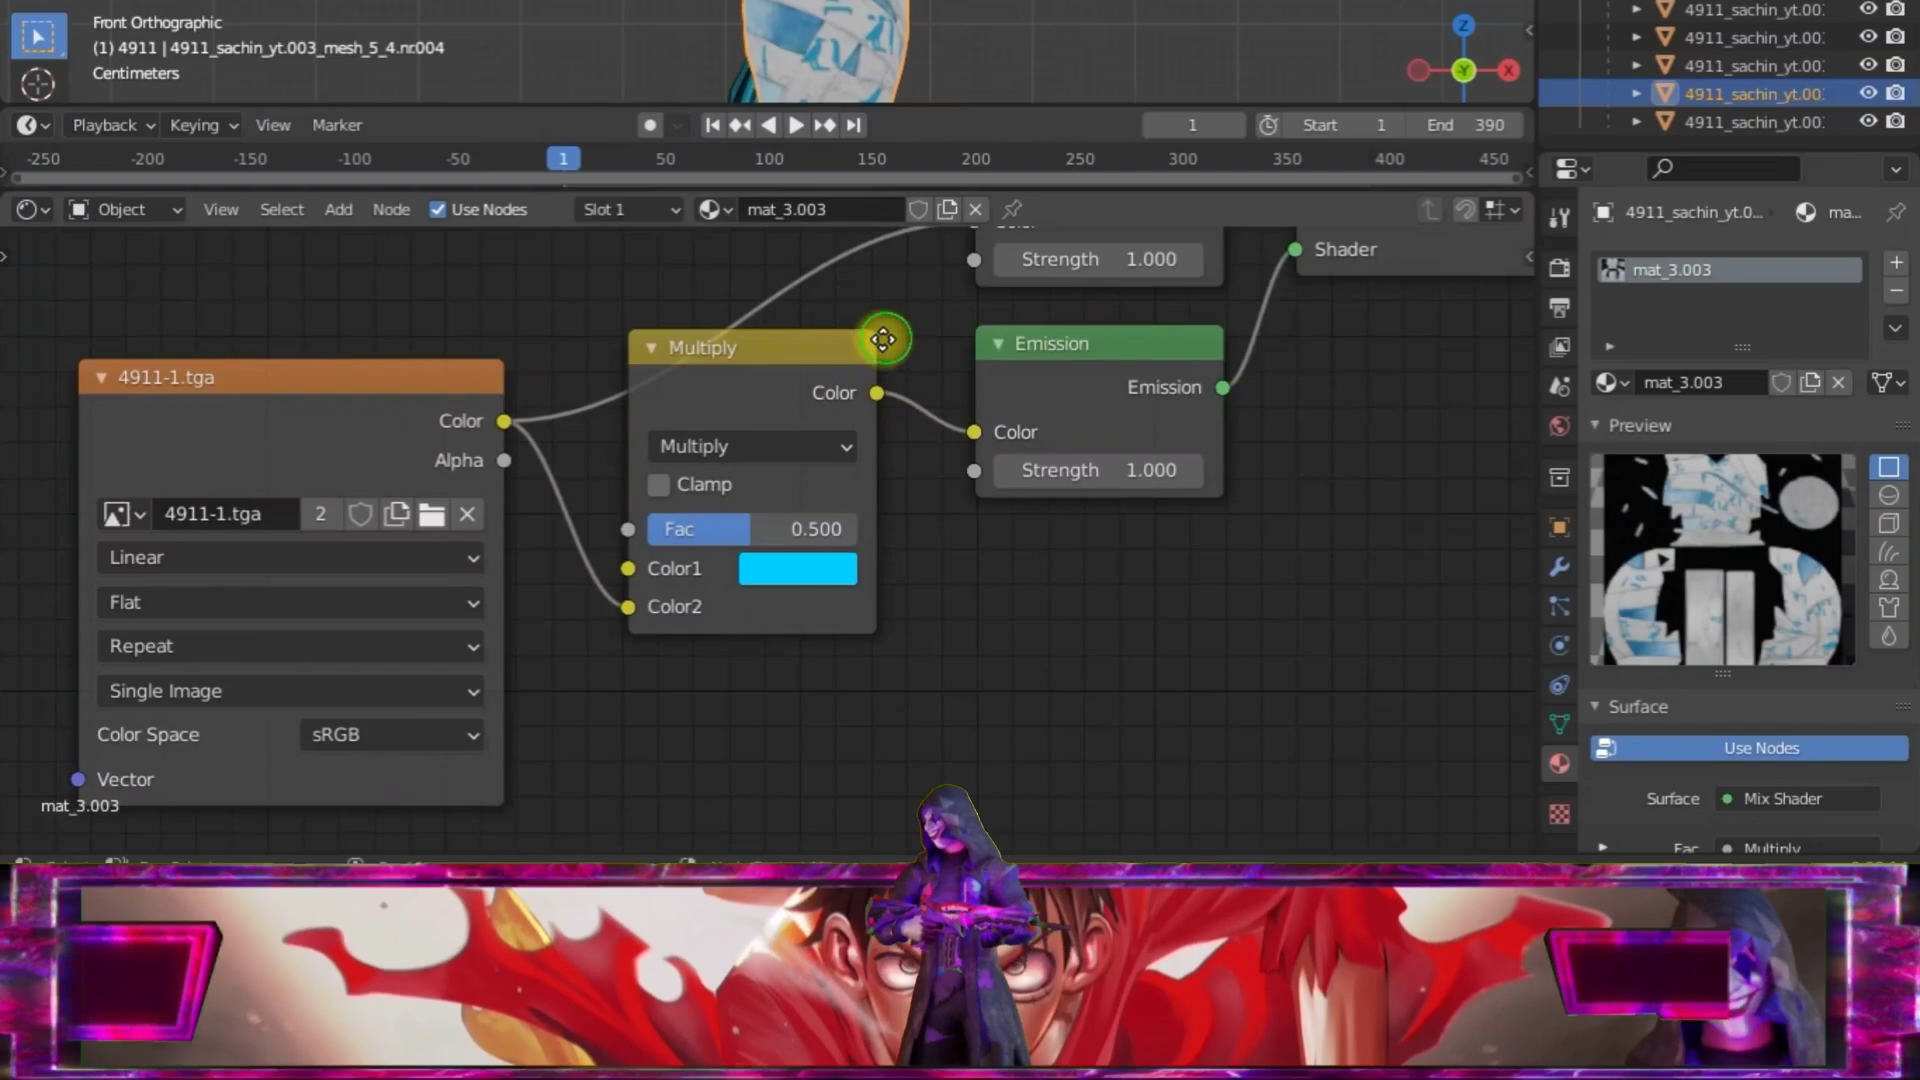 Front Orthographic
(1) 4911 | 4911_sachin_yt.003_mesh_5_4.nr.004
Centimeters
Z
Y
X
4911_sachin_yt.00
4911_sachin_yt.00
4911_sachin_yt.00
4911_sachin_yt.00
4911_sachin_yt.00
Playback Keying View Marker
1 Start 1 End 390
-250 -200 -150 -100 -50 1 50 100 150 200 250 300 350 400 450
Object View Select Add Node Use Nodes Slot 1 mat_3.003
4911_sachin_yt.0... ma...
mat_3.003
mat_3.003
Preview
Surface
Use Nodes
Surface Mix Shader
Fac Multiply
Strength 1.000
Shader
Multiply
Color
Multiply
Clamp
Fac 0.500
Color1
Color2
Emission
Emission
Color
Strength 1.000
4911-1.tga
Color
Alpha
4911-1.tga 2
Linear
Flat
Repeat
Single Image
Color Space sRGB
Vector
mat_3.003